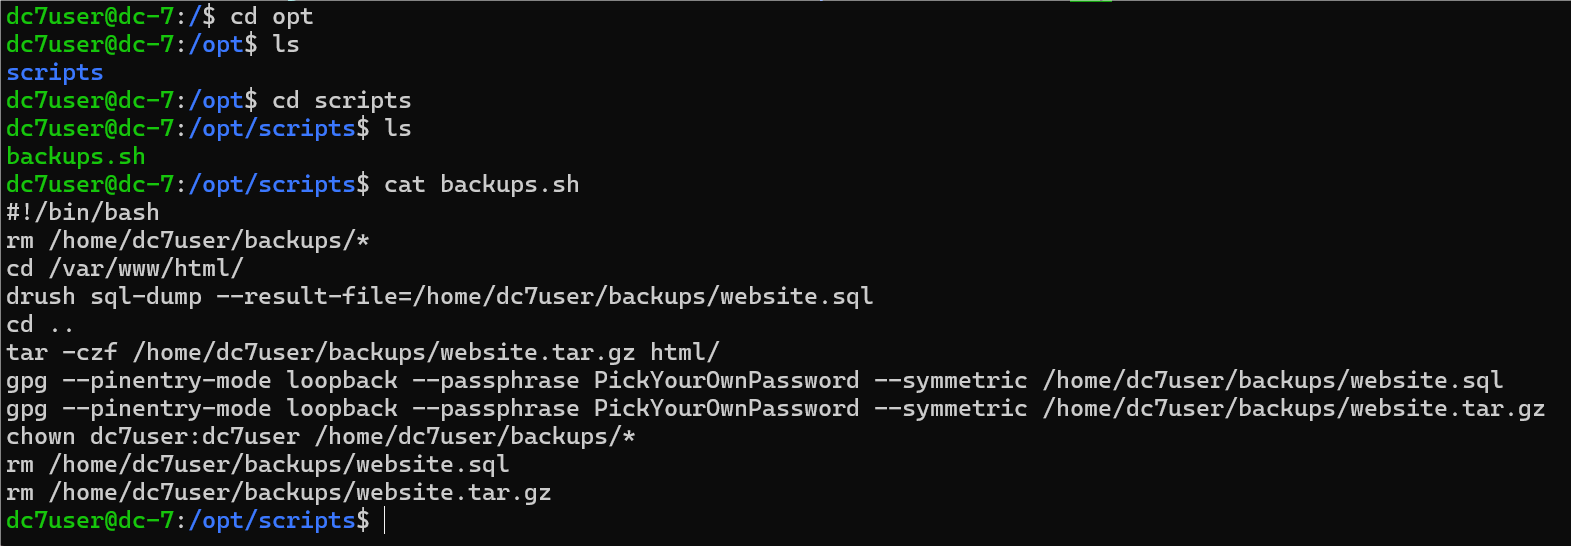 dc7user@dc-7:/$ cd opt
dc7user@dc-7:/opt$ ls
scripts
dc7user@dc-7:/opt$ cd scripts
dc7user@dc-7:/opt/scripts$ ls
backups.sh
dc7user@dc-7:/opt/scripts$ cat backups.sh
#!/bin/bash
rm /home/dc7user/backups/*
cd /var/www/html/
drush sql-dump --result-file=/home/dc7user/backups/website.sql
cd ..
tar -czf /home/dc7user/backups/website.tar.gz html/
gpg --pinentry-mode loopback --passphrase PickYourOwnPassword --symmetric /home/dc7user/backups/website.sql
gpg --pinentry-mode loopback --passphrase PickYourOwnPassword --symmetric /home/dc7user/backups/website.tar.gz
chown dc7user:dc7user /home/dc7user/backups/*
rm /home/dc7user/backups/website.sql
rm /home/dc7user/backups/website.tar.gz
dc7user@dc-7:/opt/scripts$